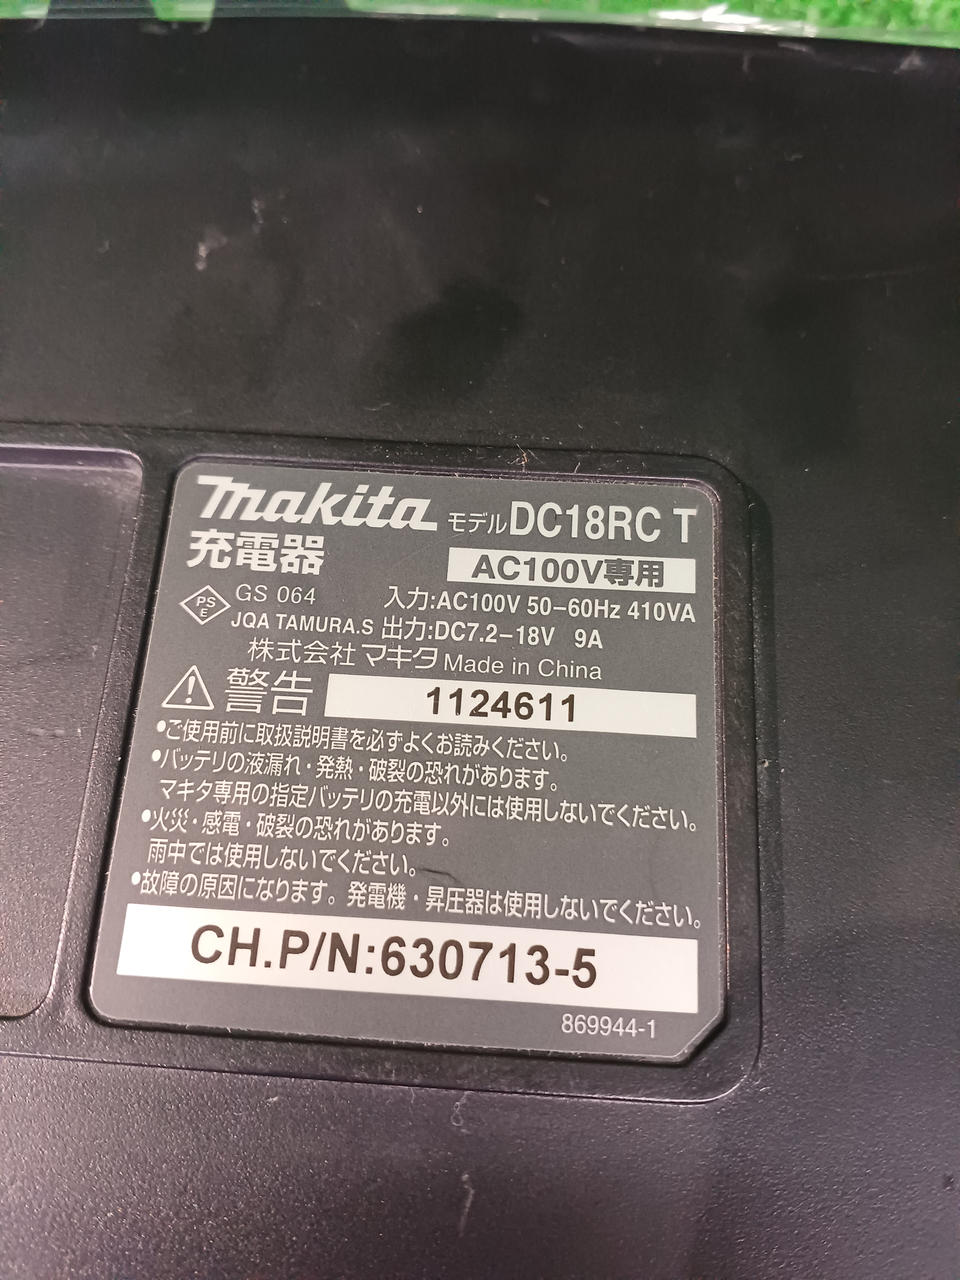 makita モデル DC18RC T
充電器 AC100V専用
PSE GS 064 入力:AC100V 50-60Hz 410VA
JQA TAMURA.S 出力:DC7.2-18V 9A
株式会社 マキタ Made in China
警告 1124611
•ご使用前に取扱説明書を必ずよくお読みください。
•バッテリの液漏れ・発熱・破裂の恐れがあります。
マキタ専用の指定バッテリの充電以外には使用しないでください。
•火災・感電・破裂の恐れがあります。
雨中では使用しないでください。
•故障の原因になります。発電機・昇圧器は使用しないでください。
CH.P/N:630713-5
869944-1